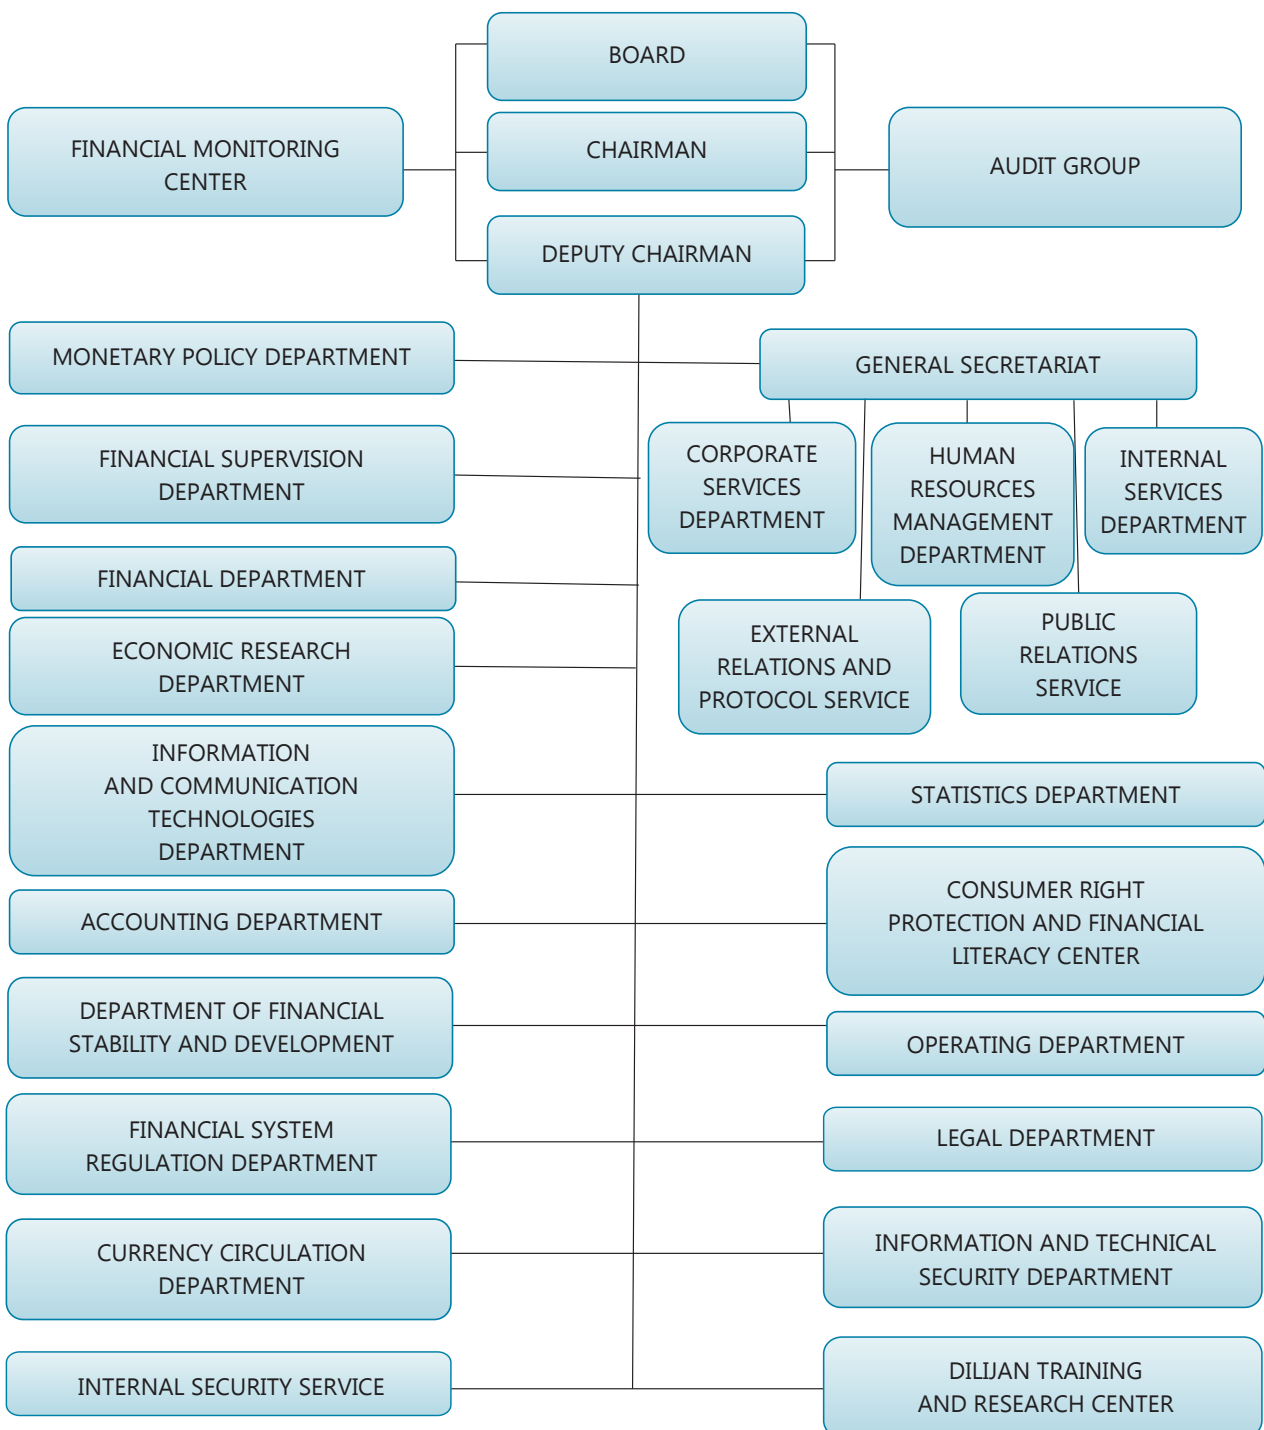 BOARD
FINANCIAL MONITORING
CENTER
CHAIRMAN
AUDIT GROUP
DEPUTY CHAIRMAN
MONETARY POLICY DEPARTMENT
GENERAL SECRETARIAT
FINANCIAL SUPERVISION
DEPARTMENT
CORPORATE
SERVICES
DEPARTMENT
HUMAN
RESOURCES
MANAGEMENT
DEPARTMENT
INTERNAL
SERVICES
DEPARTMENT
FINANCIAL DEPARTMENT
ECONOMIC RESEARCH
DEPARTMENT
EXTERNAL
RELATIONS AND
PROTOCOL SERVICE
PUBLIC
RELATIONS
SERVICE
INFORMATION
AND COMMUNICATION
TECHNOLOGIES
DEPARTMENT
STATISTICS DEPARTMENT
ACCOUNTING DEPARTMENT
CONSUMER RIGHT
PROTECTION AND FINANCIAL
LITERACY CENTER
DEPARTMENT OF FINANCIAL
STABILITY AND DEVELOPMENT
OPERATING DEPARTMENT
FINANCIAL SYSTEM
REGULATION DEPARTMENT
LEGAL DEPARTMENT
CURRENCY CIRCULATION
DEPARTMENT
INFORMATION AND TECHNICAL
SECURITY DEPARTMENT
INTERNAL SECURITY SERVICE
DILIJAN TRAINING
AND RESEARCH CENTER